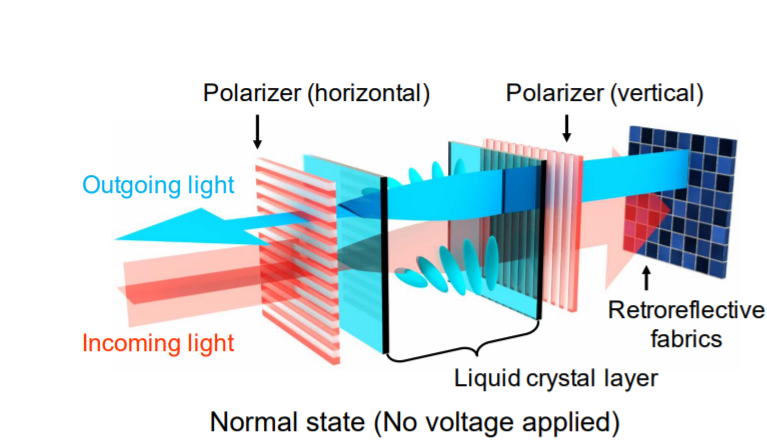 Polarizer (horizontal)
Polarizer (vertical)
Outgoing light
Incoming light
Retroreflective
fabrics
Liquid crystal layer
Normal state (No voltage applied)